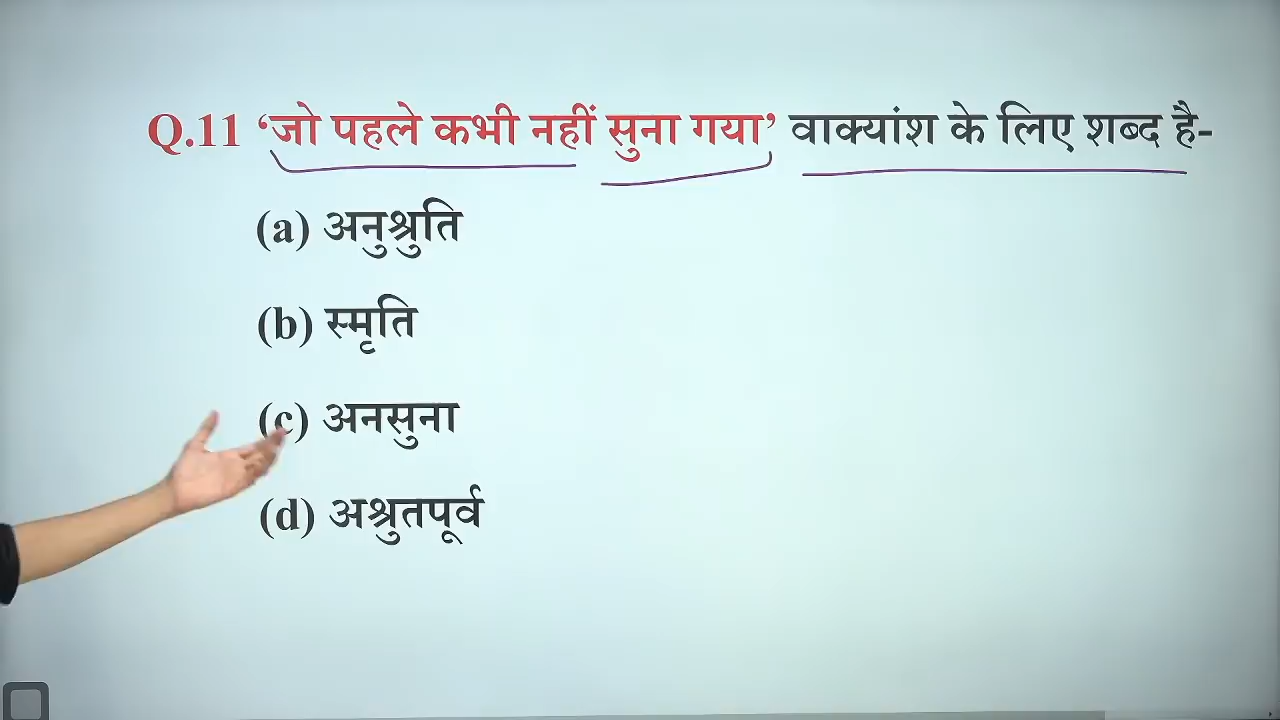 Q.11 ‘जो पहले कभी नहीं सुना गया’ वाक्यांश के लिए शब्द है-
(a) अनुश्रुति
(b) स्मृति
(c) अनसुना
(d) अश्रुतपूर्व